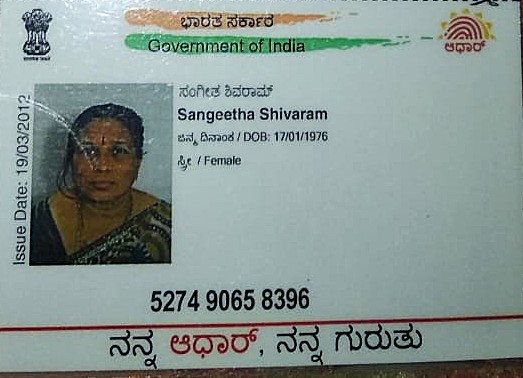 ಭಾರತ ಸರ್ಕಾರ
Government of India
ಆಧಾರ್
Issue Date: 19/03/2012
ಸಂಗೀತ ಶಿವರಾಮ್
Sangeetha Shivaram
ಜನ್ಮ ದಿನಾಂಕ / DOB: 17/01/1976
ಸ್ತ್ರೀ / Female
5274 9065 8396
ನನ್ನ ಆಧಾರ್, ನನ್ನ ಗುರುತು